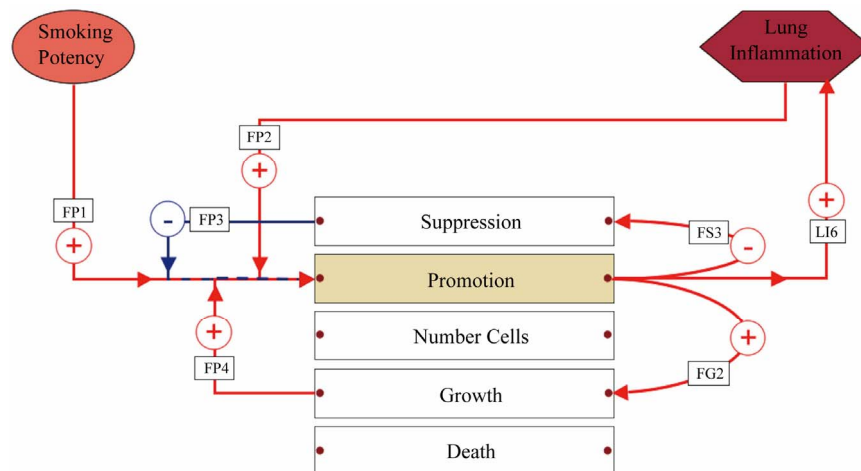 Smoking
Potency
Lung
Inflammation
FP2
+
FP1
+
-
FP3
Suppression
FS3
-
+
LI6
Promotion
Number Cells
+
+
FP4
Growth
FG2
Death